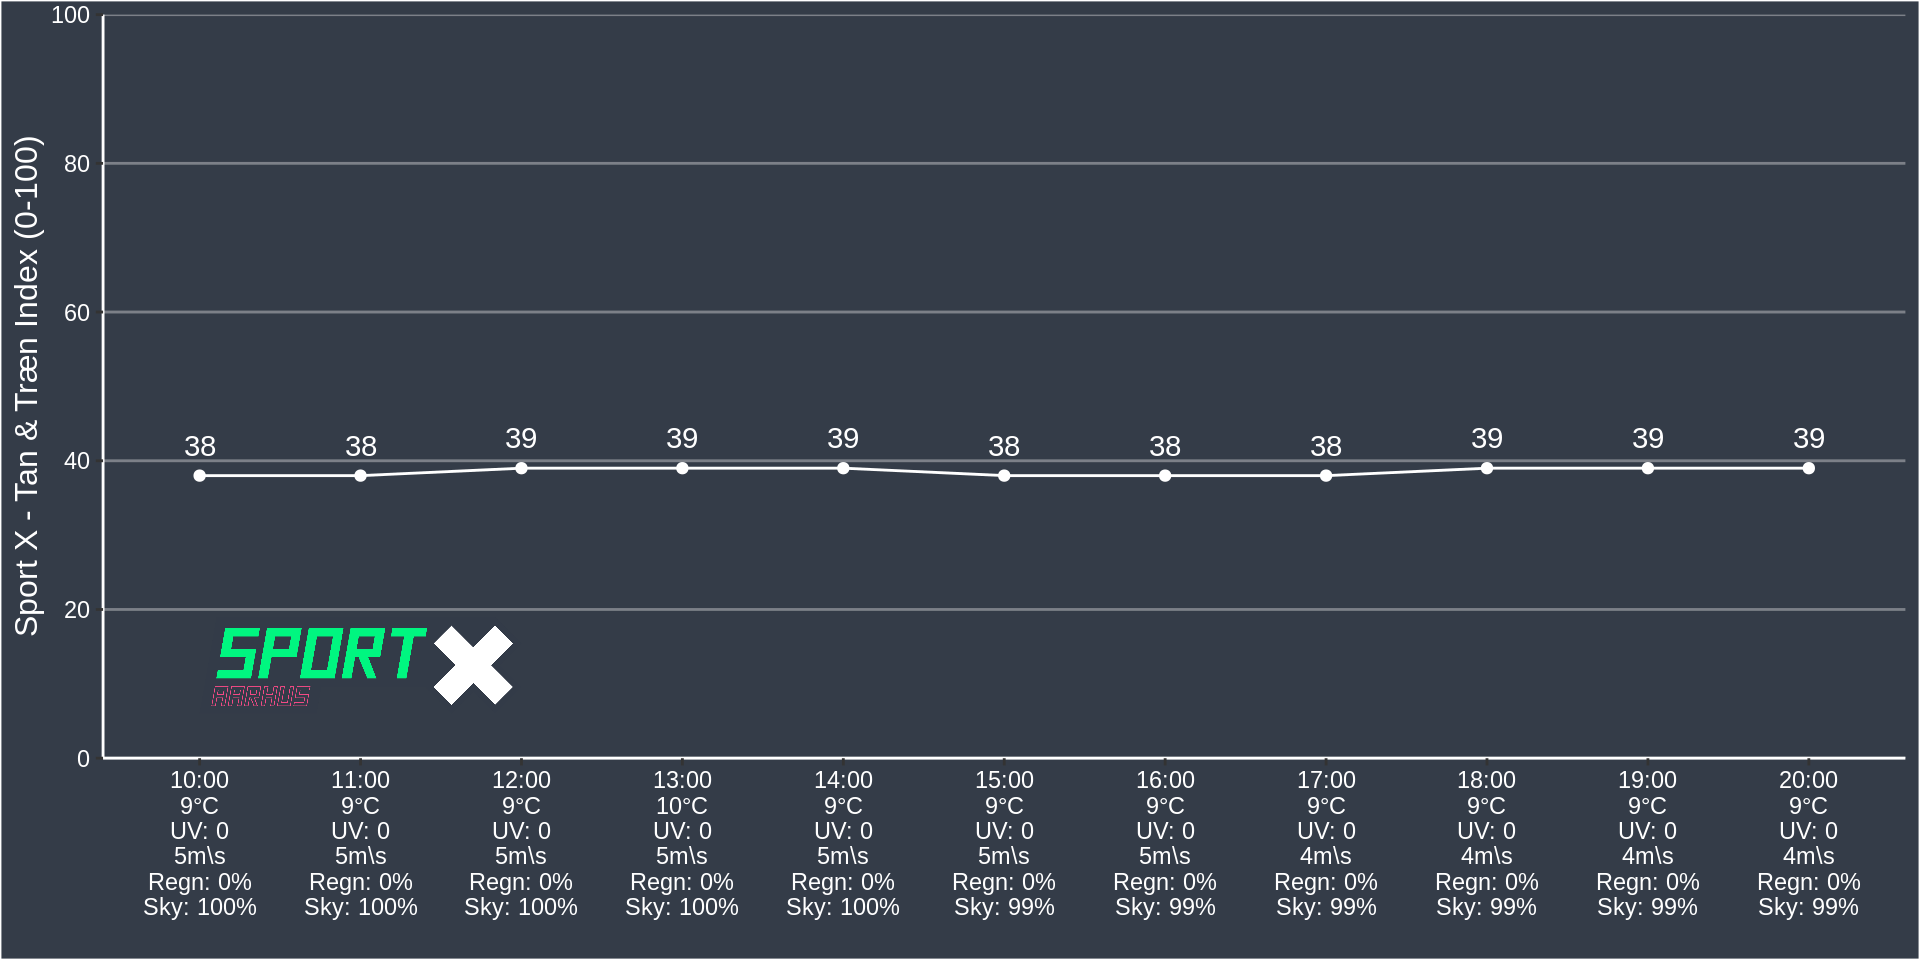 Sport X - Tan & Træn Index (0-100)
100
80
60
40
20
0
38 38 39 39 39 38 38 38 39 39 39
SPORT X
AARHUS
10:00 11:00 12:00 13:00 14:00 15:00 16:00 17:00 18:00 19:00 20:00
9°C 9°C 9°C 10°C 9°C 9°C 9°C 9°C 9°C 9°C 9°C
UV: 0 UV: 0 UV: 0 UV: 0 UV: 0 UV: 0 UV: 0 UV: 0 UV: 0 UV: 0 UV: 0
5m\s 5m\s 5m\s 5m\s 5m\s 5m\s 5m\s 4m\s 4m\s 4m\s 4m\s
Regn: 0% Regn: 0% Regn: 0% Regn: 0% Regn: 0% Regn: 0% Regn: 0% Regn: 0% Regn: 0% Regn: 0% Regn: 0%
Sky: 100% Sky: 100% Sky: 100% Sky: 100% Sky: 100% Sky: 99% Sky: 99% Sky: 99% Sky: 99% Sky: 99% Sky: 99%